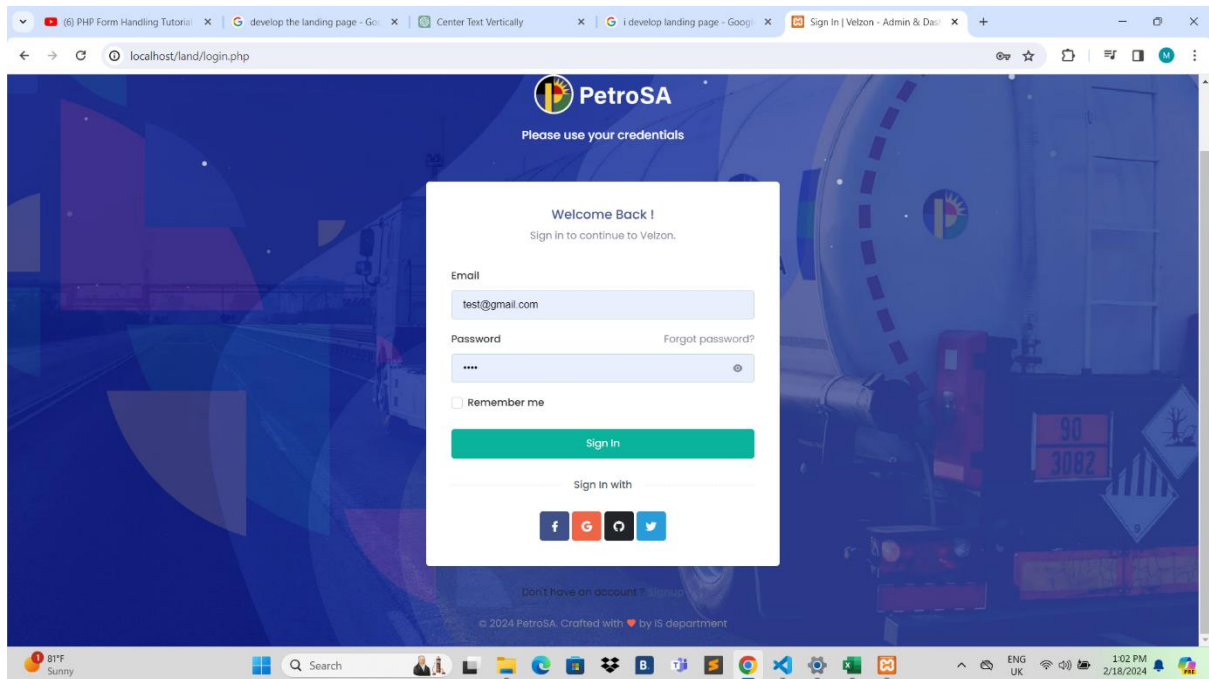 (6) PHP Form Handling Tutorial
develop the landing page - Goo
Center Text Vertically
i develop landing page - Googl
Sign In | Velzon - Admin & Dash
localhost/land/login.php
M
PetroSA
Please use your credentials
Welcome Back !
Sign in to continue to Velzon.
Email
test@gmail.com
Password Forgot password?
••••
Remember me
Sign In
Sign In with
90
3082
9
Don't have an account ? Signup
© 2024 PetroSA. Crafted with ❤ by IS department
1
81°F
Sunny
Search
ENG
UK
1:02 PM
2/18/2024
PRE